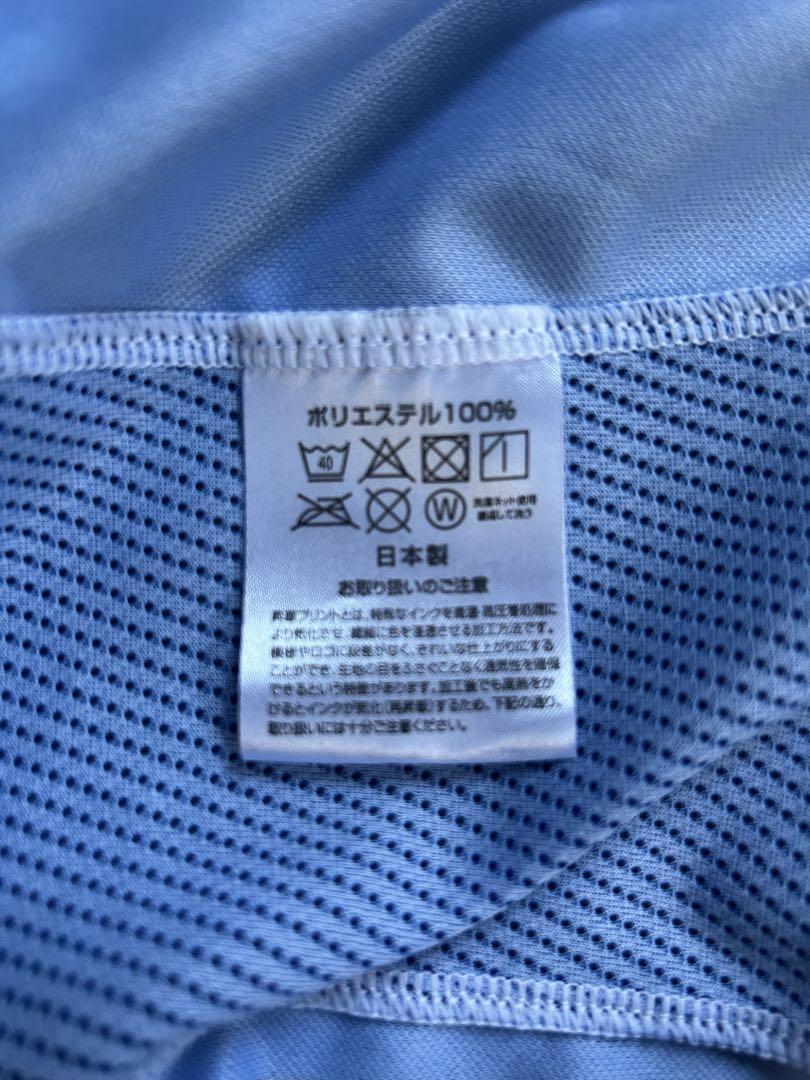 ポリエステル100%
40
W 洗濯ネット使用
裏返して洗う
日本製
お取り扱いのご注意
昇華プリントとは、特殊なインクを高温・高圧着処理に
より気化させ、繊維に色を浸透させる加工方法です。
模様やロゴに段差がなく、きれいな仕上がりにする
ことができ、生地の目をふさぐことなく通気性を確保
できるという特徴があります。加工後でも高熱をか
けるとインクが気化(再昇華)するため、下記の通り、
取り扱いには十分ご注意ください。